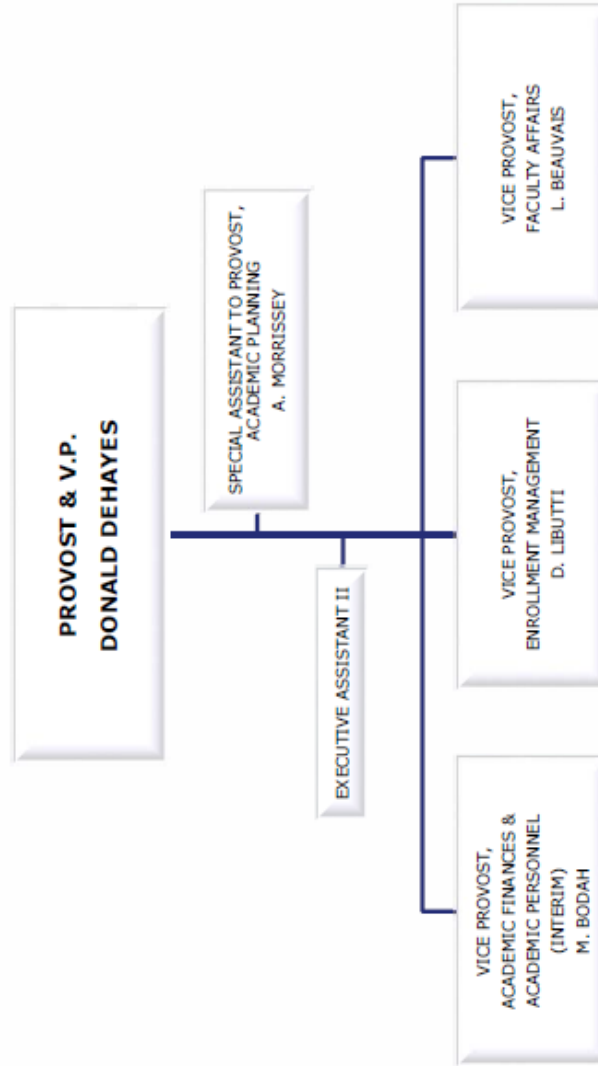 PROVOST & V.P.
DONALD DEHAYES
SPECIAL ASSISTANT TO PROVOST,
ACADEMIC PLANNING
A. MORRISSEY
EXECUTIVE ASSISTANT II
VICE PROVOST,
ACADEMIC FINANCES &
ACADEMIC PERSONNEL
(INTERIM)
M. BODAH
VICE PROVOST,
ENROLLMENT MANAGEMENT
D. LIBUTTI
VICE PROVOST,
FACULTY AFFAIRS
L. BEAUVAIS